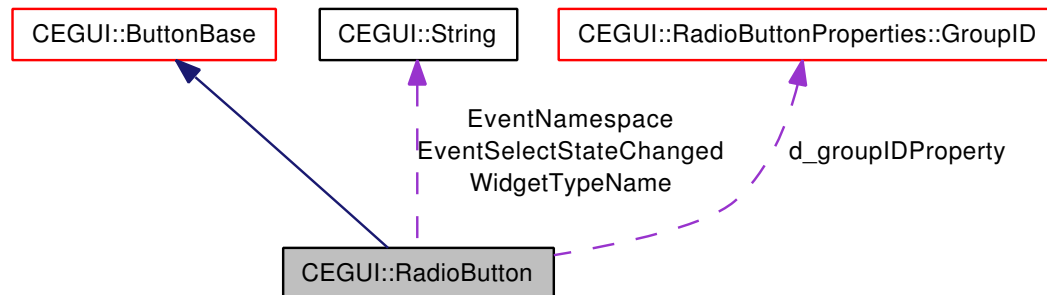 CEGUI::ButtonBase
CEGUI::String
CEGUI::RadioButtonProperties::GroupID
EventNamespace
EventSelectStateChanged
WidgetTypeName
d_groupIDProperty
CEGUI::RadioButton